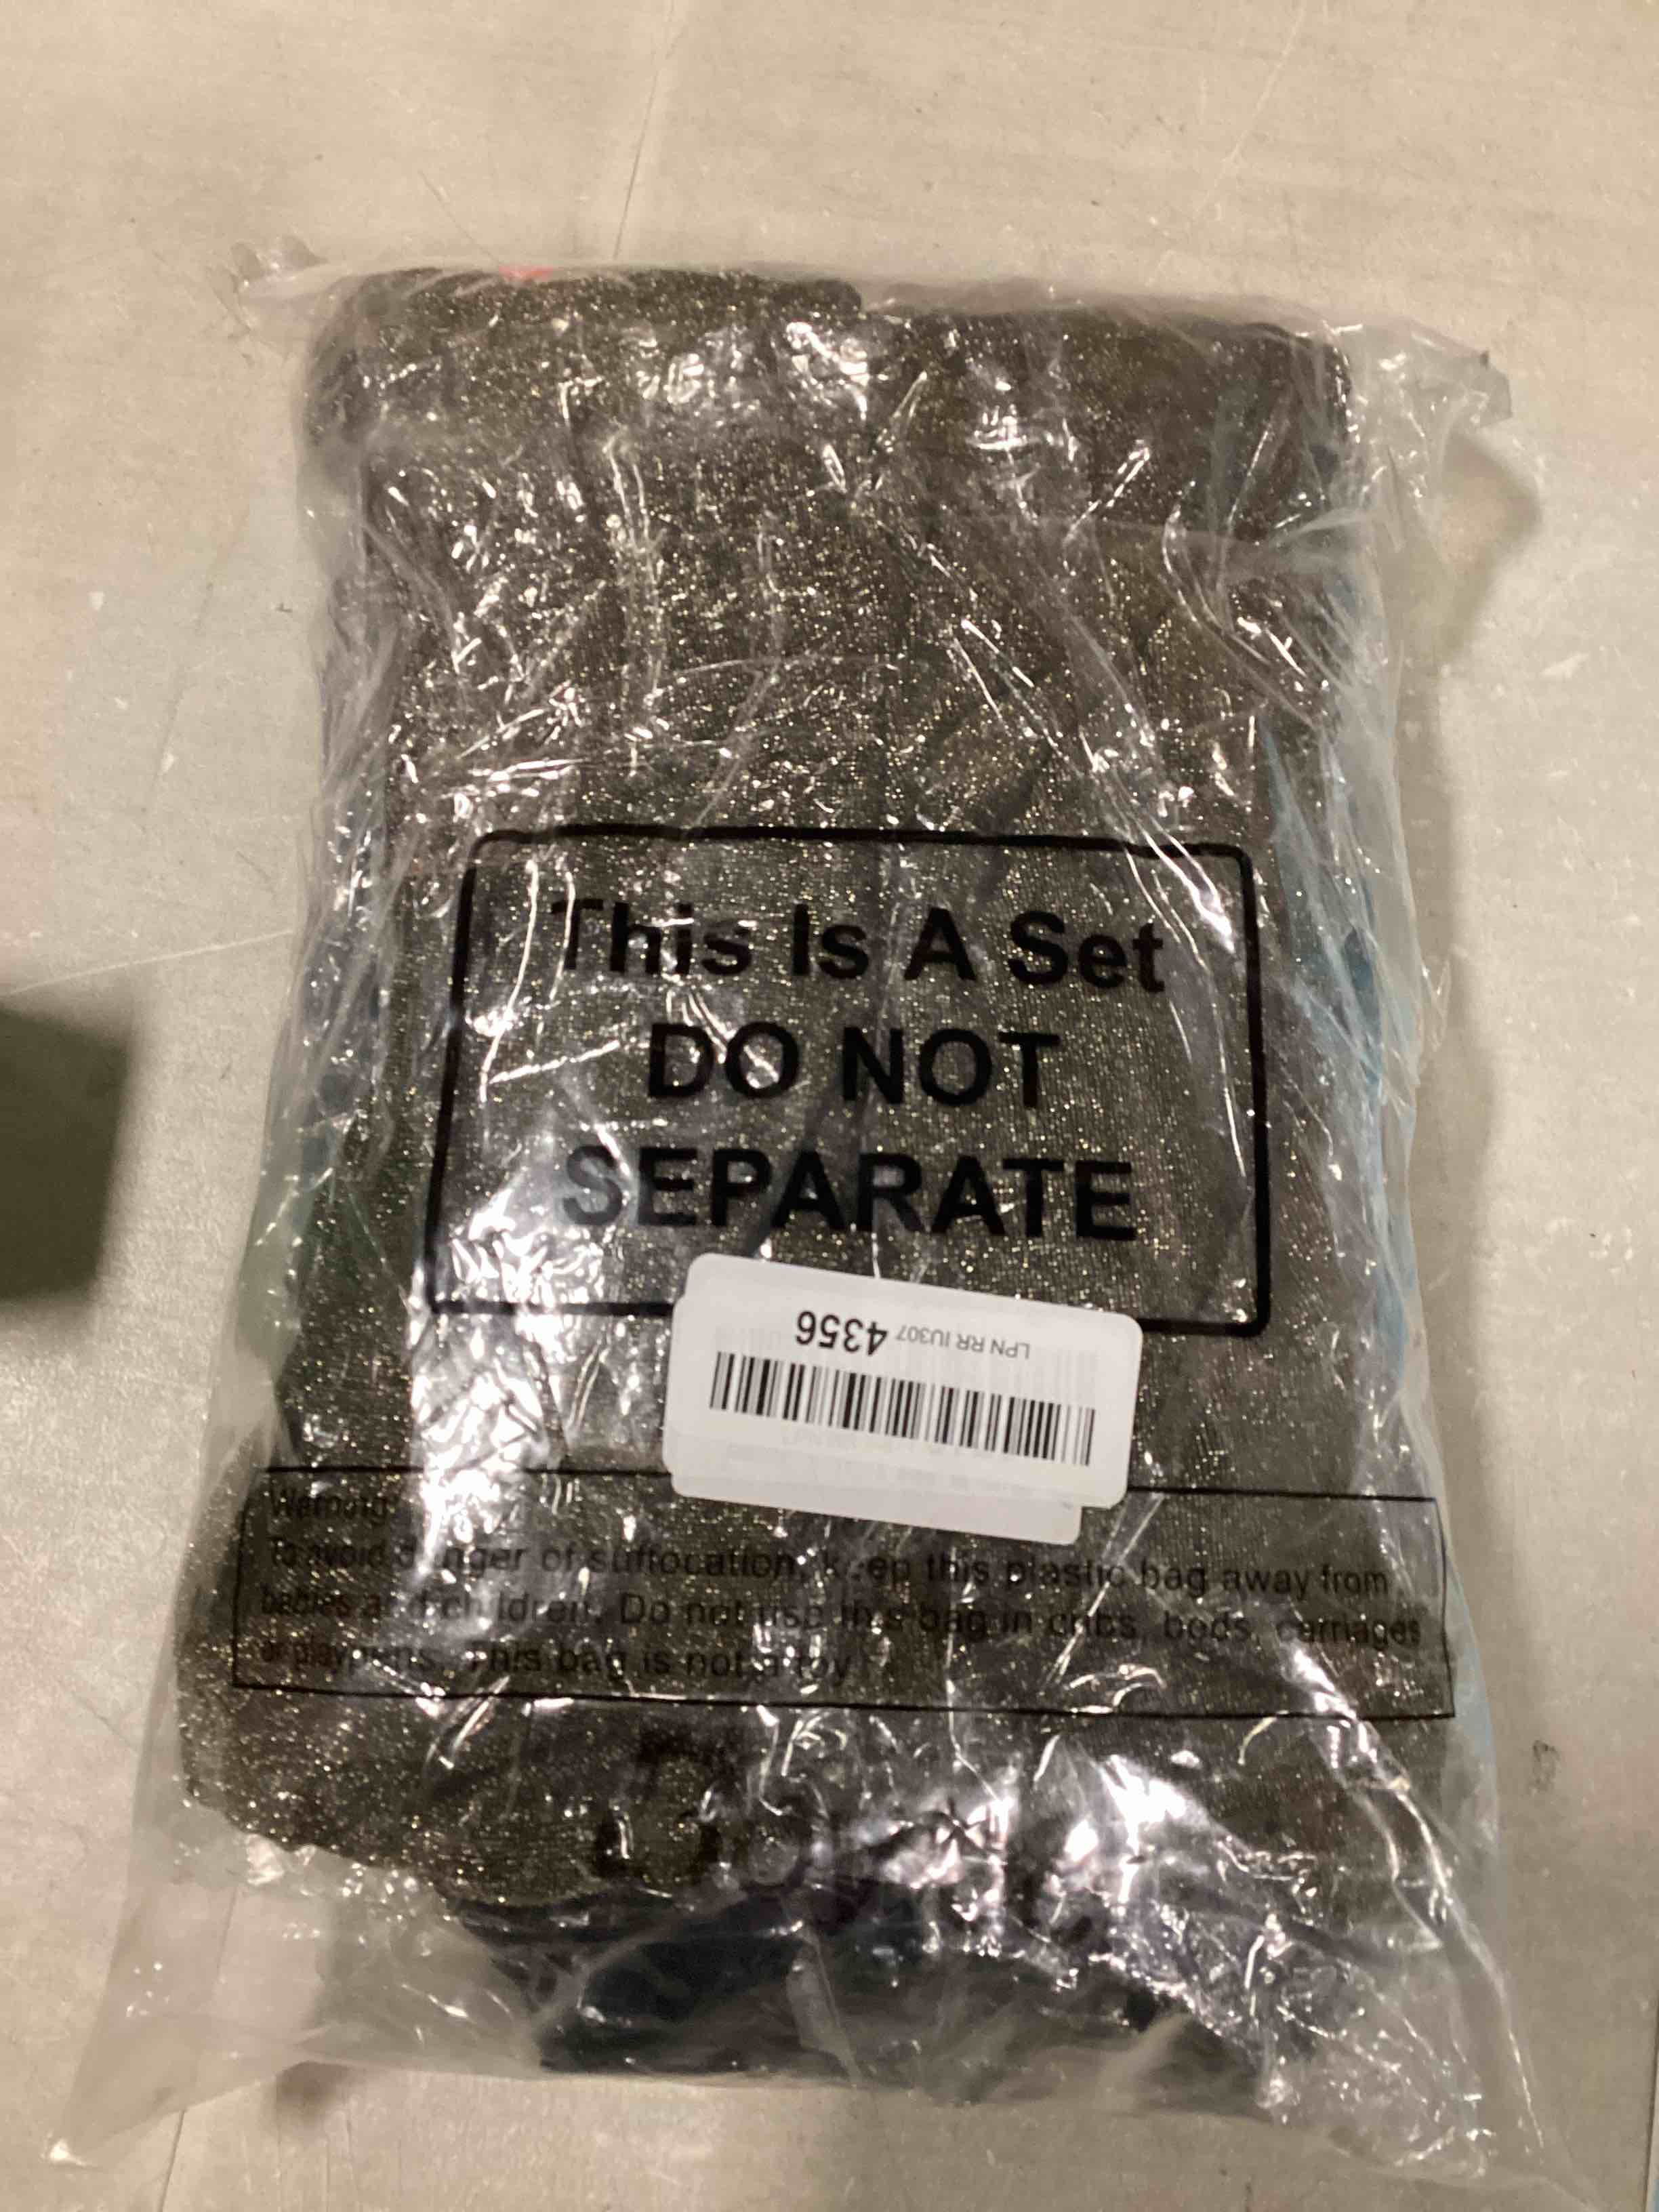 This Is A Set
DO NOT
SEPARATE
LPN RR IU307 4356
Warning:
To avoid danger of suffocation, keep this plastic bag away from
babies and children. Do not use this bag in cribs, beds, carriages
or playpens. This bag is not a toy